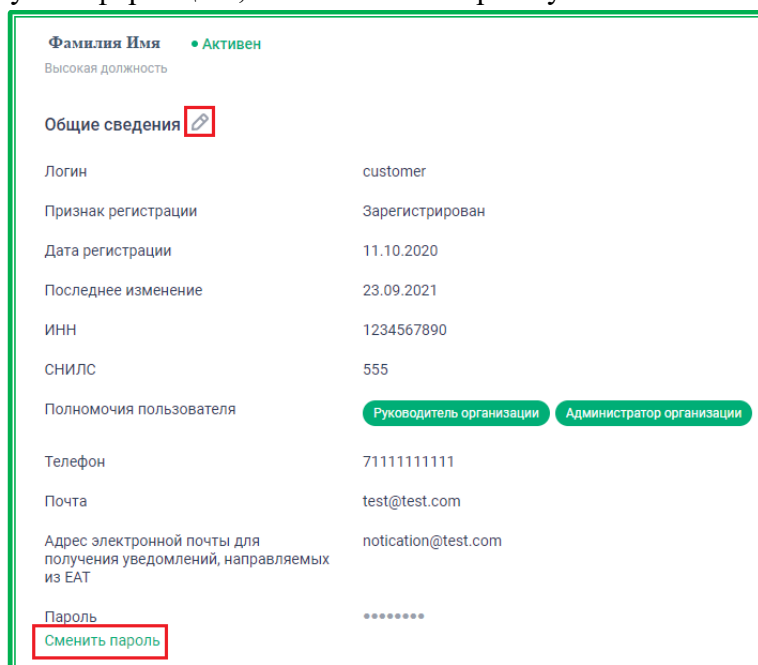 Фамилия Имя • Активен
Высокая должность
Общие сведения
Логин customer
Признак регистрации Зарегистрирован
Дата регистрации 11.10.2020
Последнее изменение 23.09.2021
ИНН 1234567890
СНИЛС 555
Полномочия пользователя Руководитель организации Администратор организации
Телефон 71111111111
Почта test@test.com
Адрес электронной почты для notication@test.com
получения уведомлений, направляемых
из ЕАТ
Пароль ••••••••
Сменить пароль